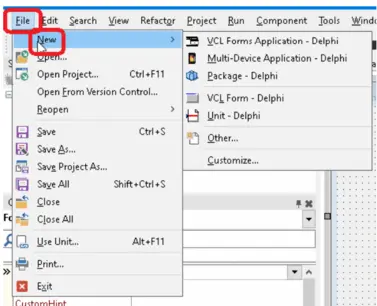 File Edit Search View Refactor Project Run Component Tools
New
Open...
Open Project... Ctrl+F11
Open From Version Control...
Reopen
Save Ctrl+S
Save As...
Save Project As...
Save All Shift+Ctrl+S
Close
Close All
Use Unit... Alt+F11
Print...
Exit
VCL Forms Application - Delphi
Multi-Device Application - Delphi
Package - Delphi
VCL Form - Delphi
Unit - Delphi
Other...
Customize...
CustomHint